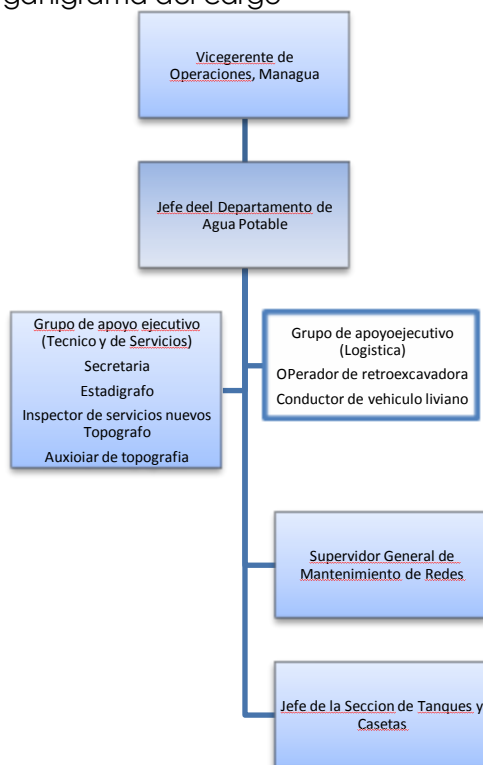 ganigrama del cargo
Vicegerente de
Operaciones, Managua
Jefe deel Departamento de
Agua Potable
Grupo de apoyo ejecutivo
(Tecnico y de Servicios)
Secretaria
Estadigrafo
Inspector de servicios nuevos
Topografo
Auxioiar de topografia
Grupo de apoyoejecutivo
(Logistica)
OPerador de retroexcavadora
Conductor de vehiculo liviano
Supervidor General de
Mantenimiento de Redes
Jefe de la Seccion de Tanques y
Casetas